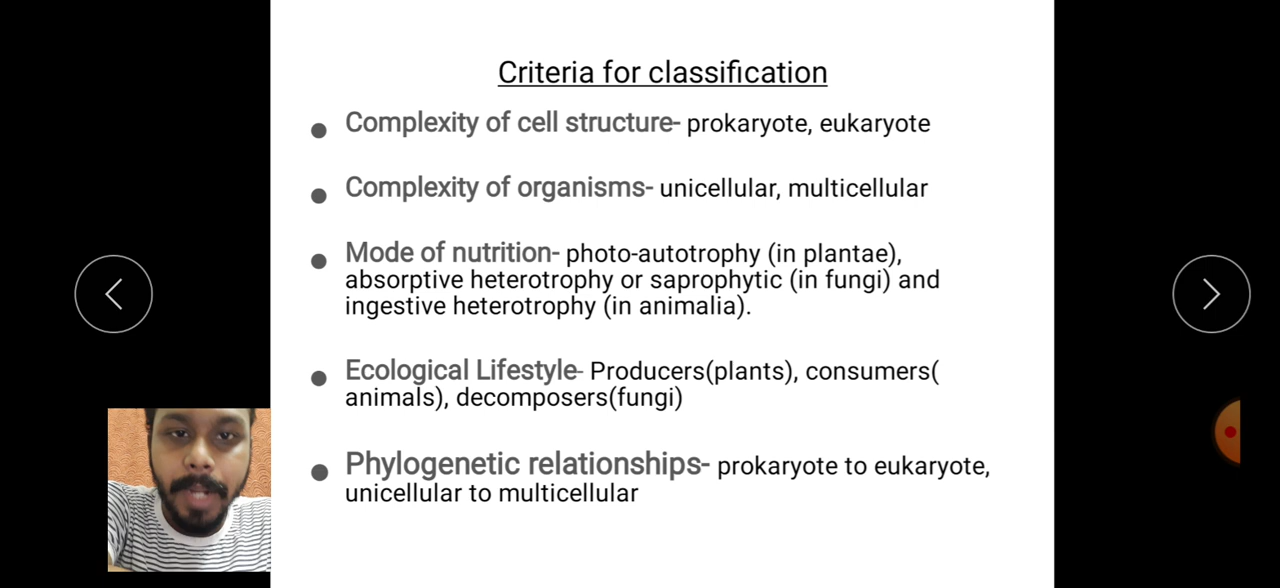 Criteria for classification
Complexity of cell structure- prokaryote, eukaryote
Complexity of organisms- unicellular, multicellular
Mode of nutrition- photo-autotrophy (in plantae),
absorptive heterotrophy or saprophytic (in fungi) and
ingestive heterotrophy (in animalia).
Ecological Lifestyle- Producers(plants), consumers(
animals), decomposers(fungi)
Phylogenetic relationships- prokaryote to eukaryote,
unicellular to multicellular